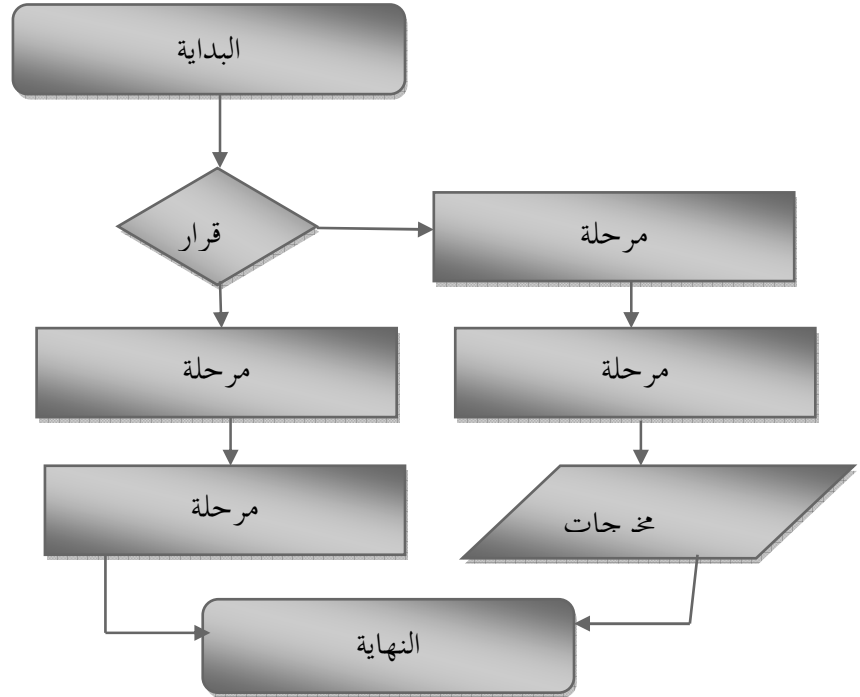 البداية
قرار
مرحلة
مرحلة
مرحلة
مرحلة
مخرجات
النهاية